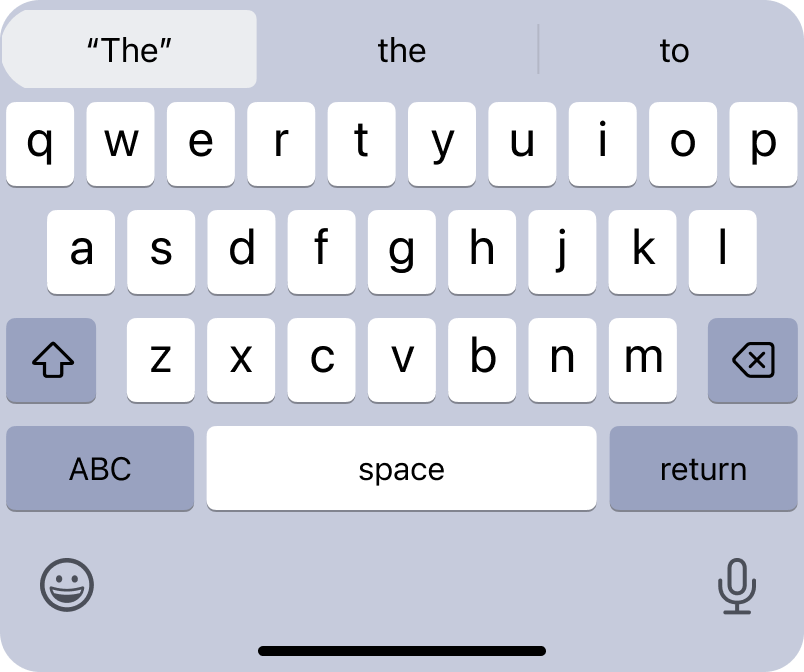 “The” the to
q w e r t y u i o p
a s d f g h j k l
z x c v b n m
ABC space return